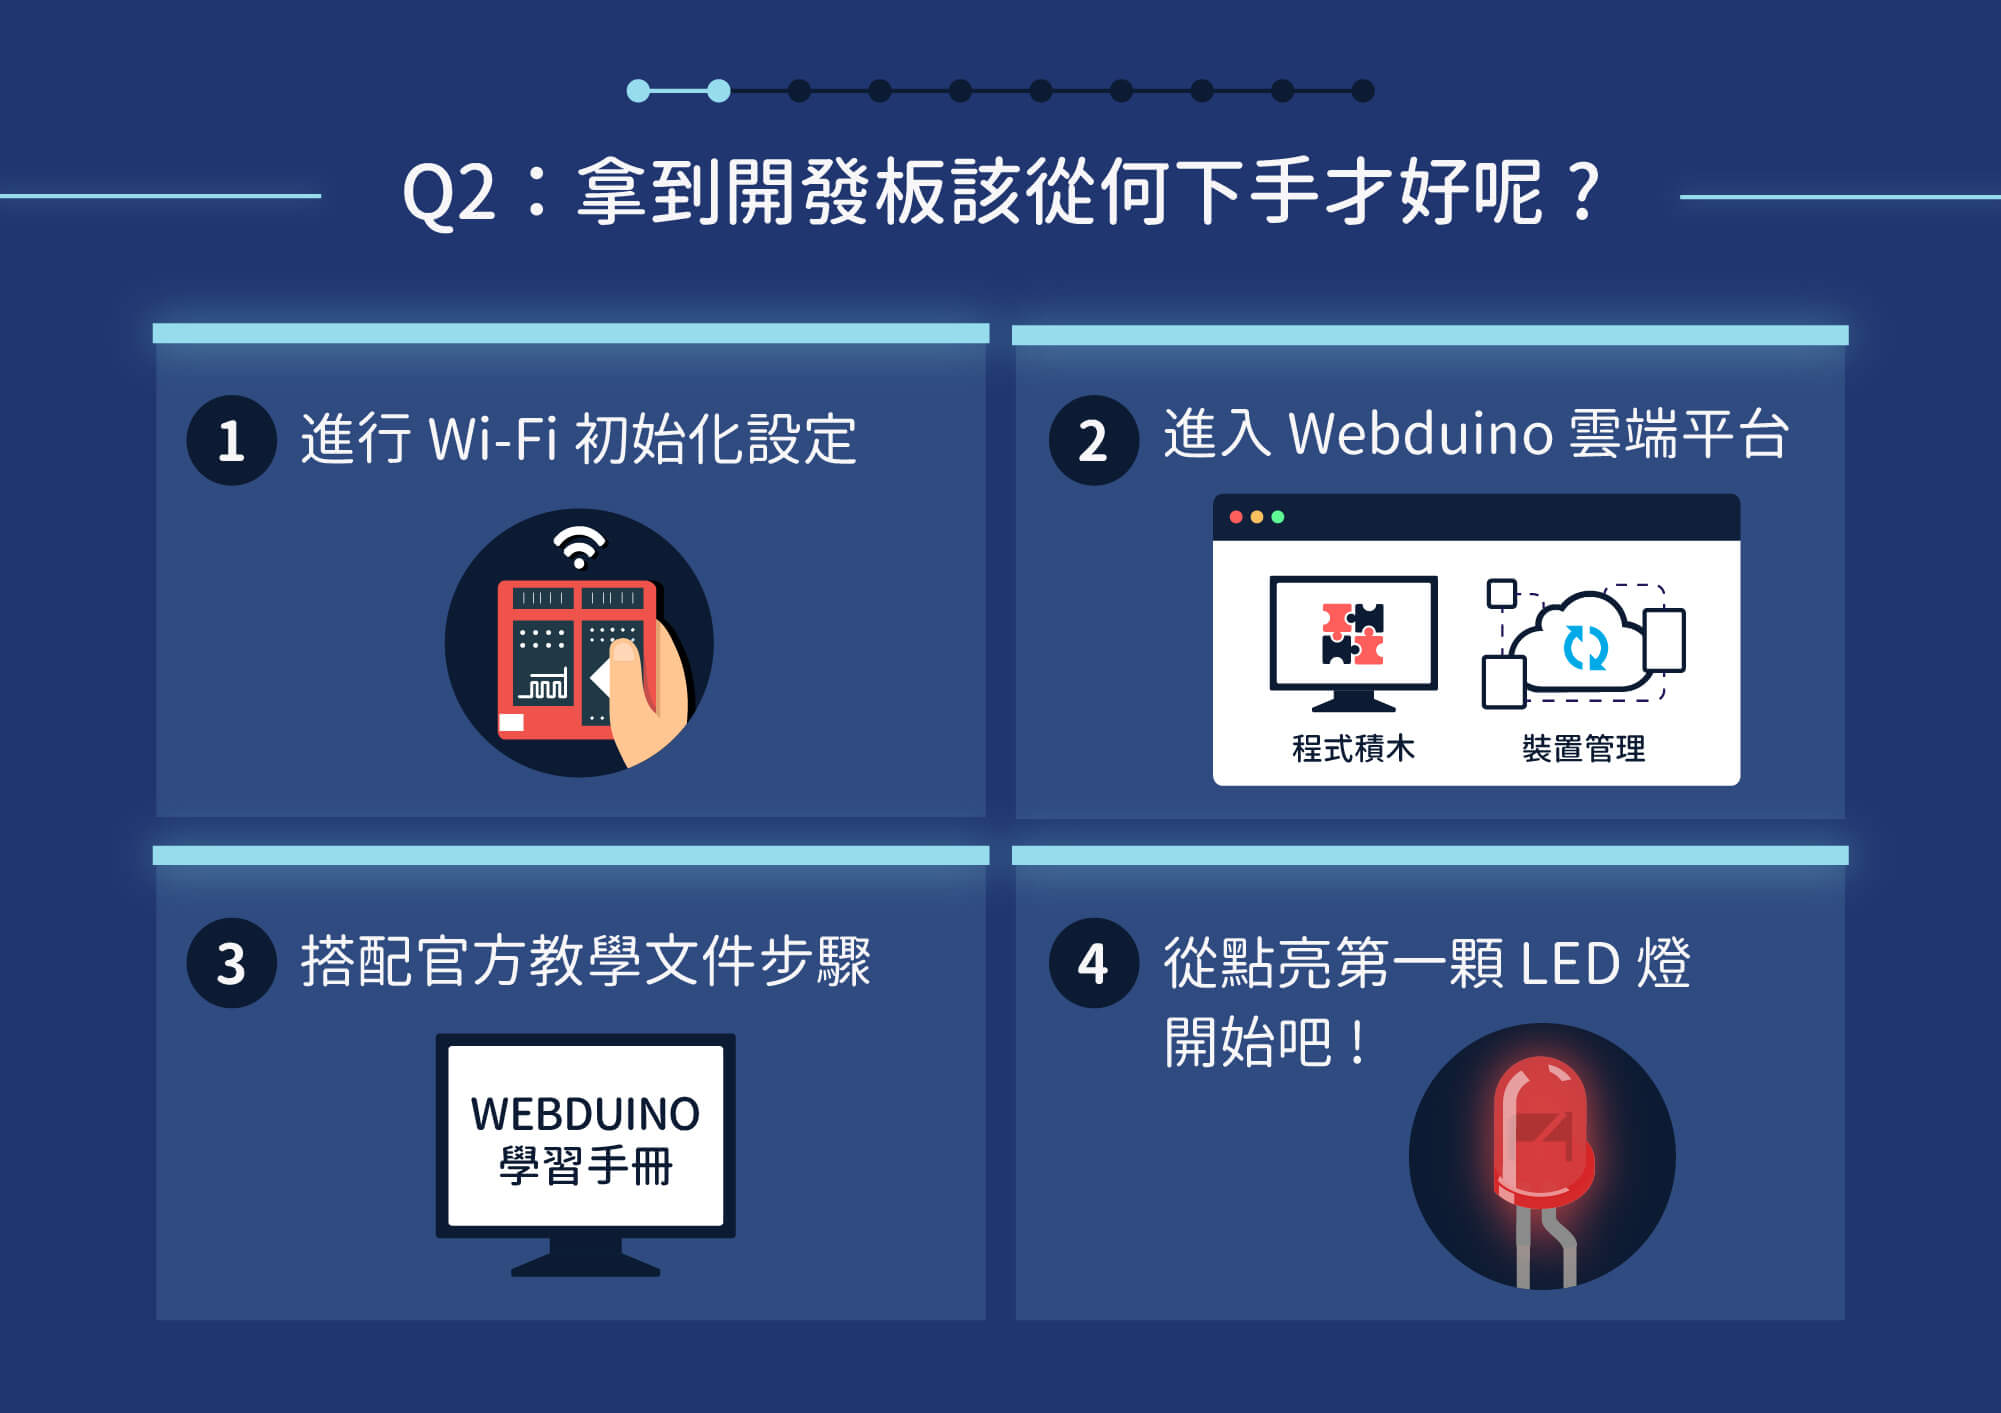 Q2：拿到開發板該從何下手才好呢？
1 進行 Wi-Fi 初始化設定
2 進入 Webduino 雲端平台
程式積木
裝置管理
3 搭配官方教學文件步驟
WEBDUINO
學習手冊
4 從點亮第一顆 LED 燈
開始吧！